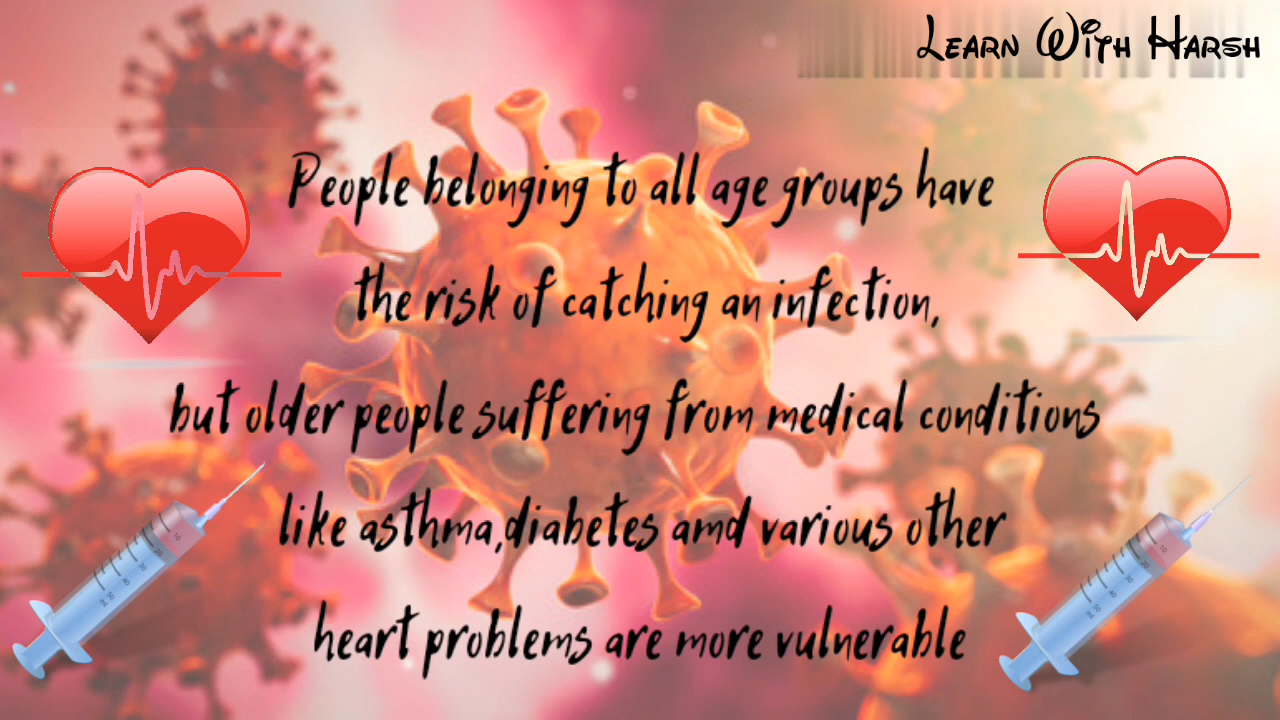 Learn With Harsh
People belonging to all age groups have
the risk of catching an infection,
but older people suffering from medical conditions
like asthma,diabetes amd various other
heart problems are more vulnerable